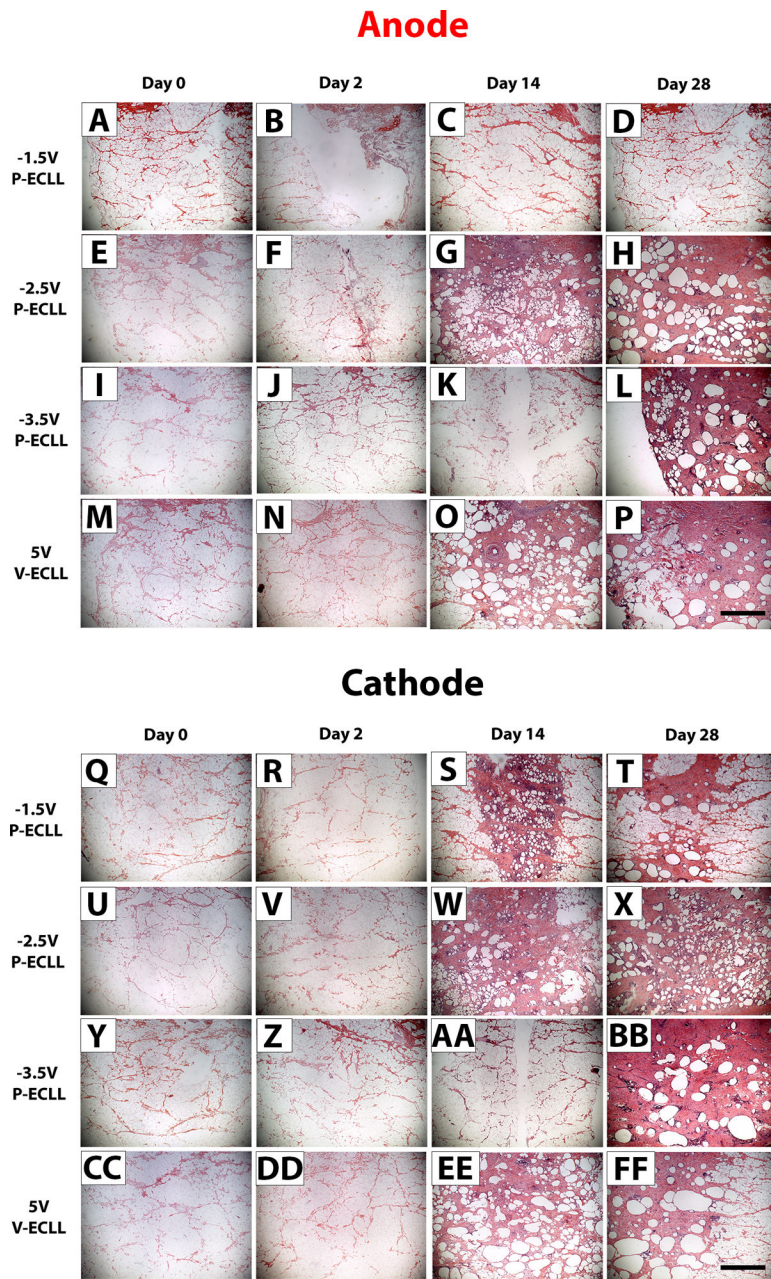 Anode
Day 0 Day 2 Day 14 Day 28
-1.5V
P-ECLL
A B C D
-2.5V
P-ECLL
E F G H
-3.5V
P-ECLL
I J K L
5V
V-ECLL
M N O P
Cathode
Day 0 Day 2 Day 14 Day 28
-1.5V
P-ECLL
Q R S T
-2.5V
P-ECLL
U V W X
-3.5V
P-ECLL
Y Z AA BB
5V
V-ECLL
CC DD EE FF